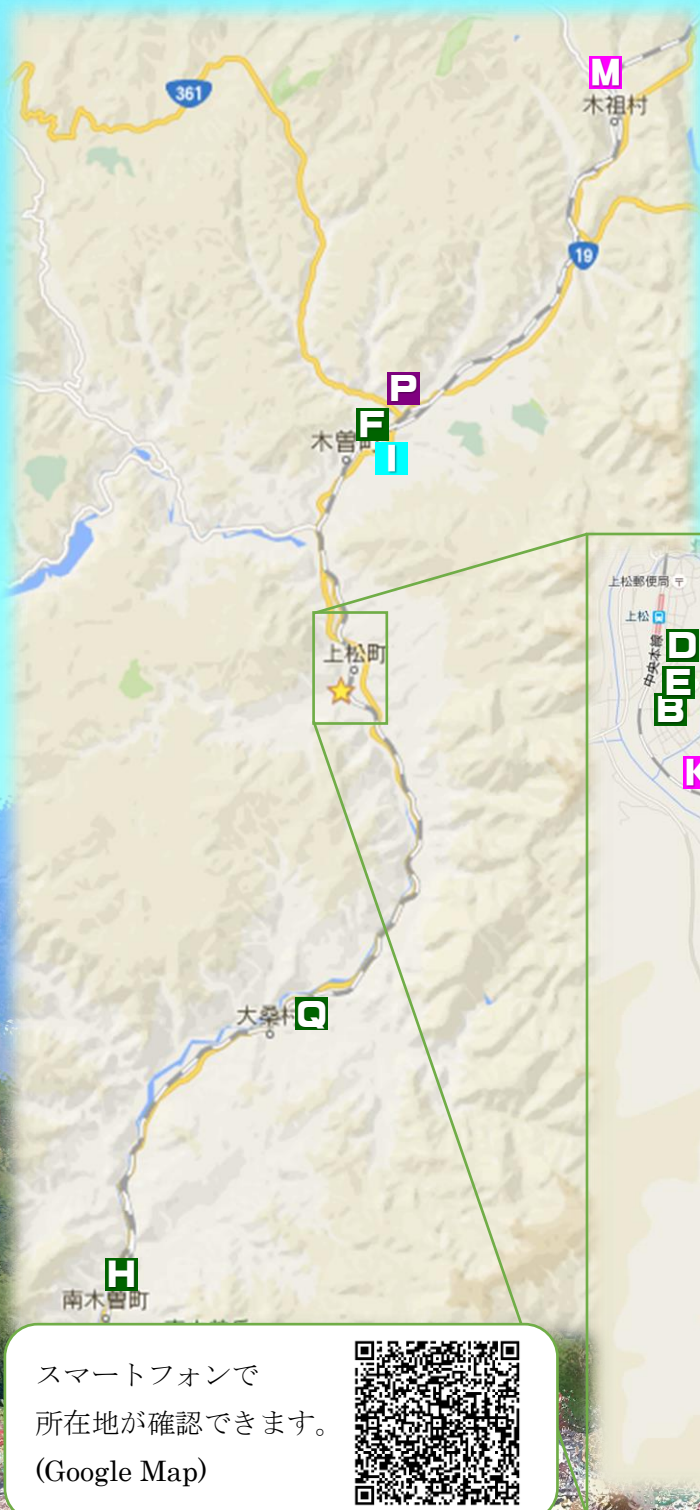 361
M
木祖村
19
P
F
木曽町
I
上松郵便局
上松
D
中央本線
E
B
K
上松町
大桑村
Q
H
南木曽町
スマートフォンで
所在地が確認できます。
(Google Map)